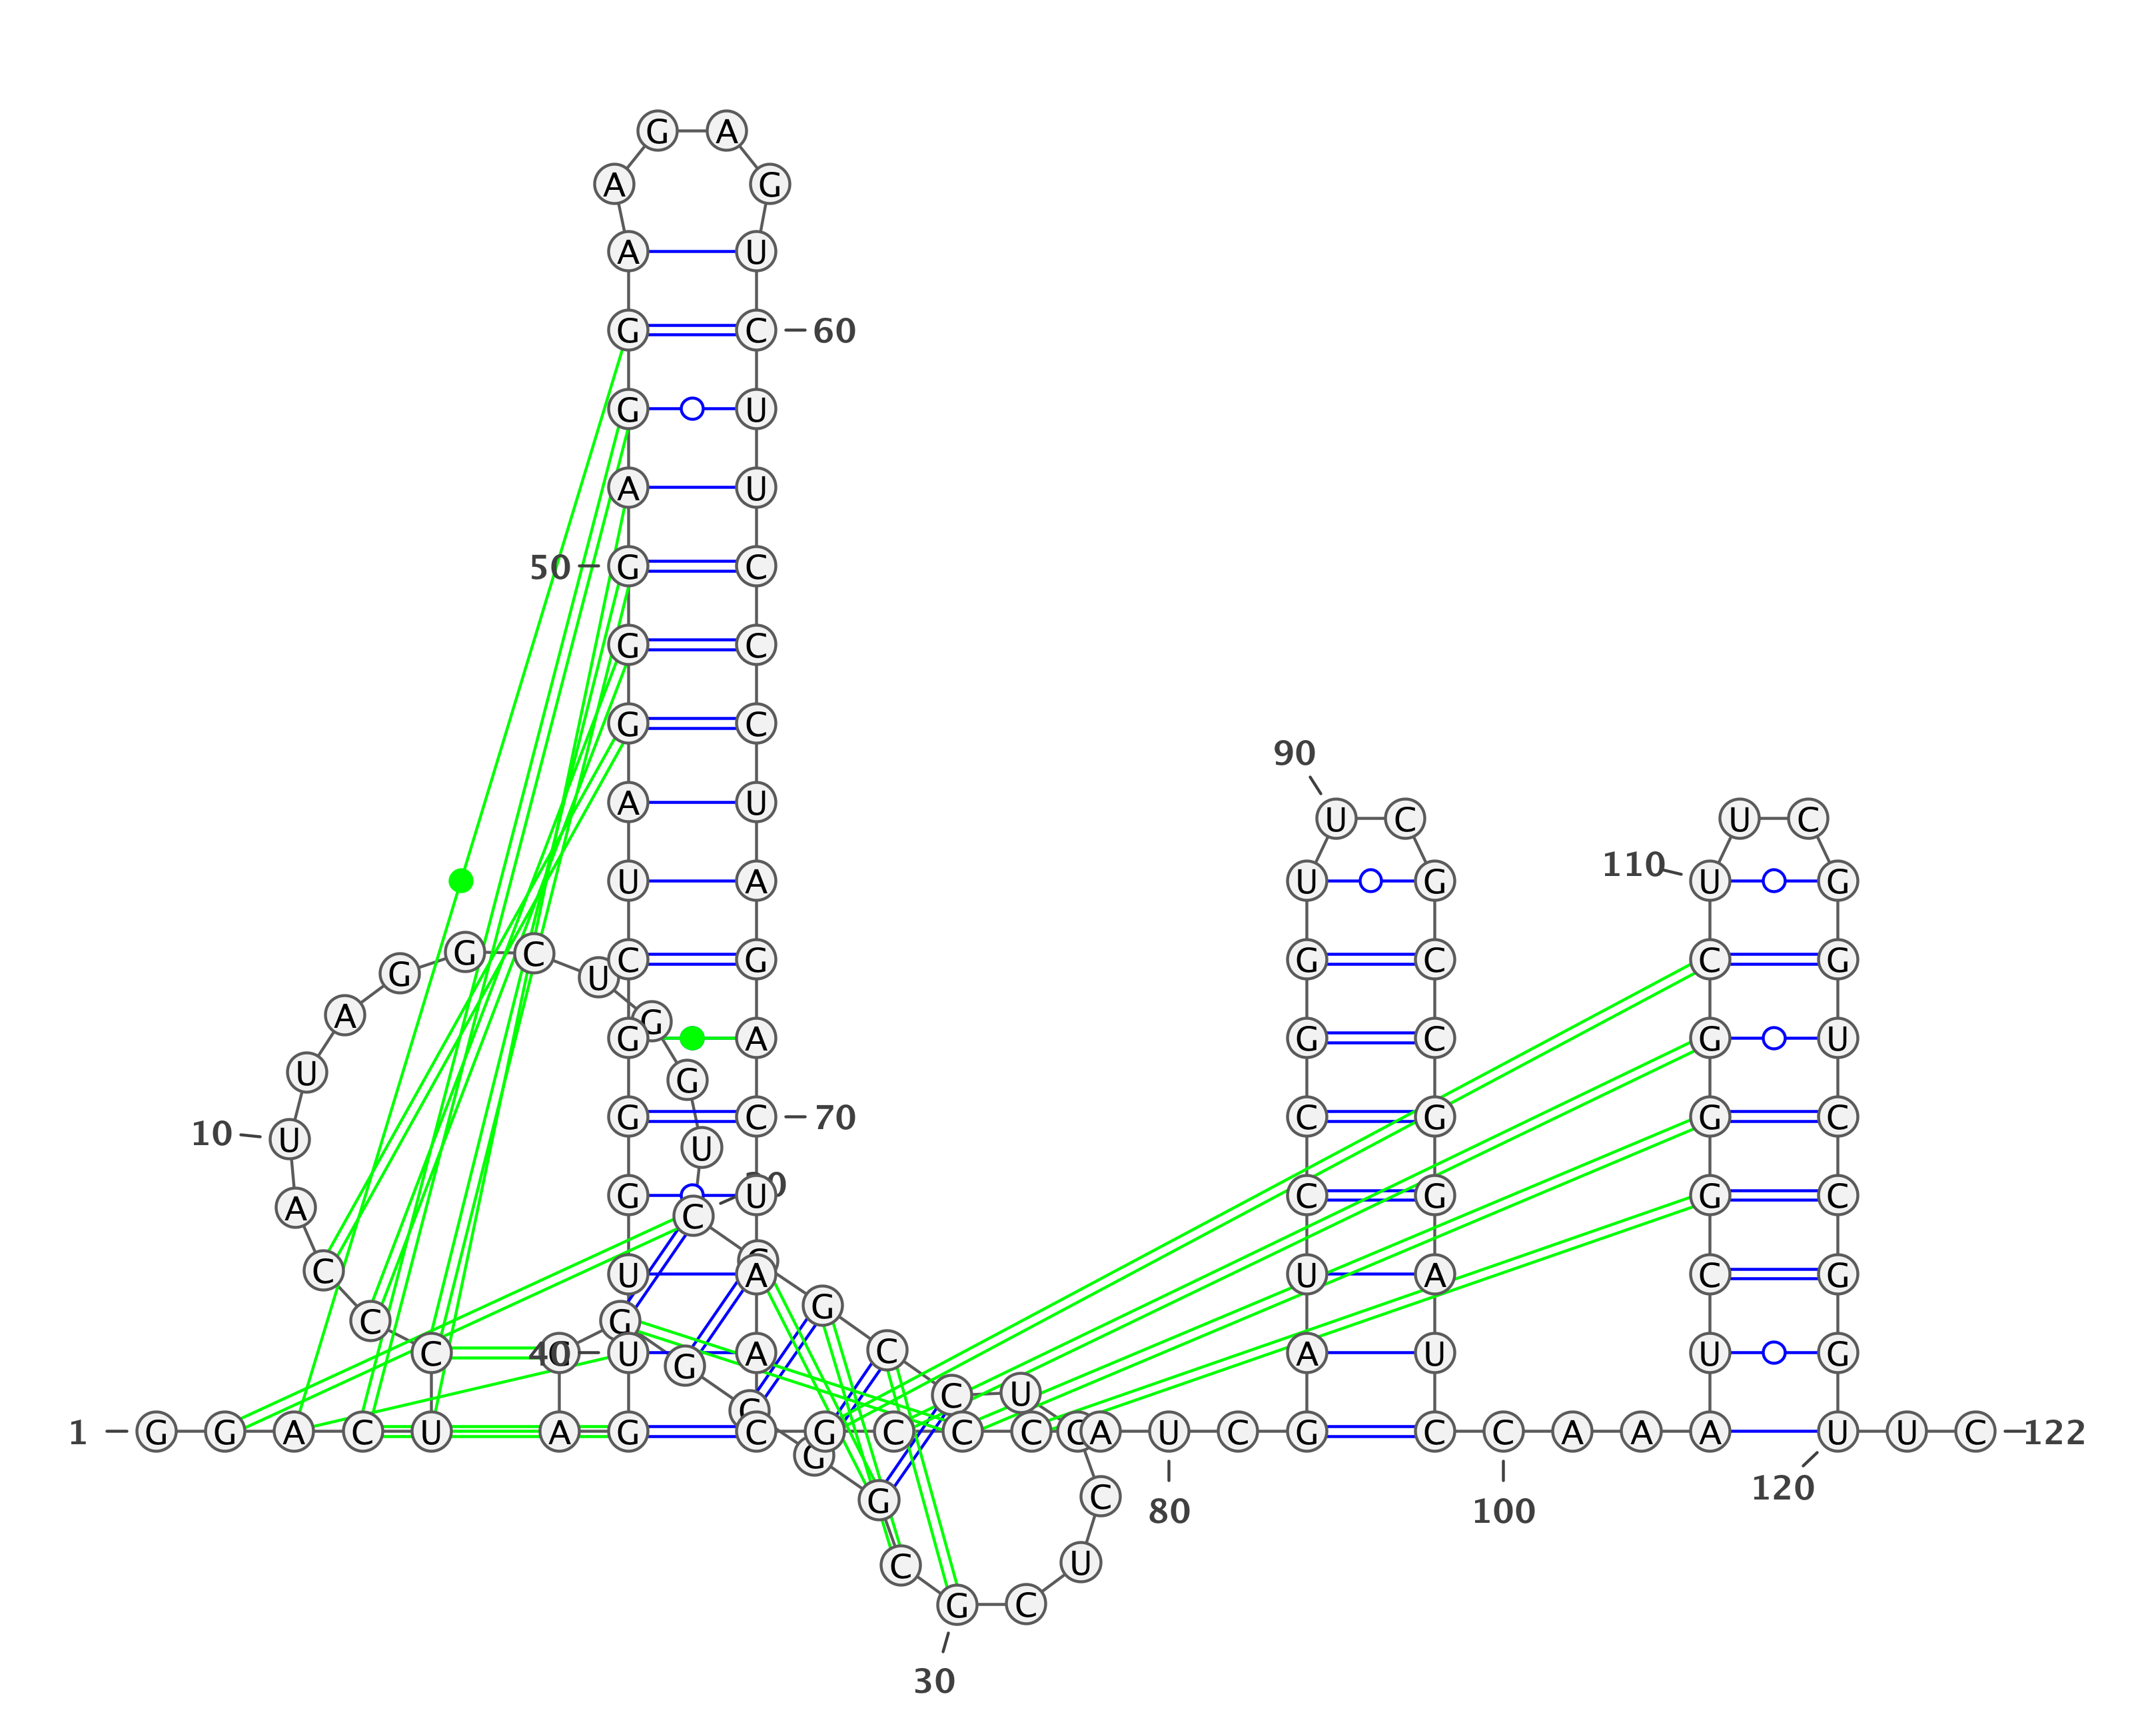 G A
A G
A U
G C 60
G U
A U
50 G C
G C
G C
90
A U
U C U C
110
U A U G U G
G C C G G C C G
G U
A G
G A G C G U
U G
G C 70 C G G C
10 U U
G U C G G C
A C
C U A U A C G
G
C G
C 40 U A A U U G
G C
C U
1 G G A C U A G C G C C C A U C G C C A A A U U C 122
G
120
G C
80 100
C U
G C
30